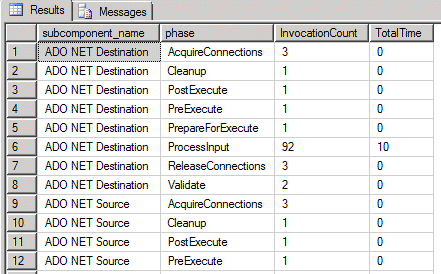 Results Messages
subcomponent_name phase InvocationCount TotalTime
1 ADO NET Destination AcquireConnections 3 0
2 ADO NET Destination Cleanup 1 0
3 ADO NET Destination PostExecute 1 0
4 ADO NET Destination PreExecute 1 0
5 ADO NET Destination PrepareForExecute 1 0
6 ADO NET Destination ProcessInput 92 10
7 ADO NET Destination ReleaseConnections 3 0
8 ADO NET Destination Validate 2 0
9 ADO NET Source AcquireConnections 3 0
10 ADO NET Source Cleanup 1 0
11 ADO NET Source PostExecute 1 0
12 ADO NET Source PreExecute 1 0